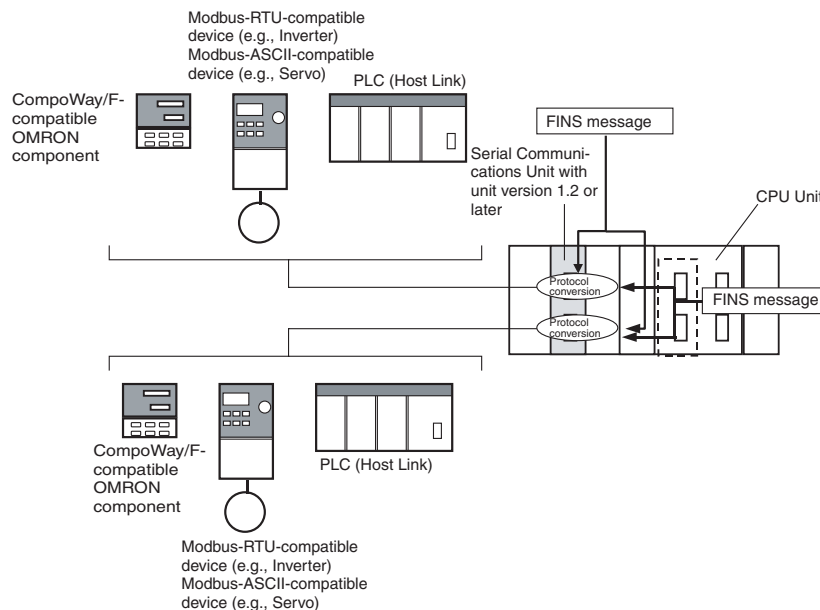 Modbus-RTU-compatible
device (e.g., Inverter)
Modbus-ASCII-compatible
device (e.g., Servo)
PLC (Host Link)
CompoWay/F-
compatible
OMRON
component
FINS message
Serial Communi-
cations Unit with
unit version 1.2 or
later
CPU Unit
Protocol
conversion
FINS message
Protocol
conversion
CompoWay/F-
compatible
OMRON
component
PLC (Host Link)
Modbus-RTU-compatible
device (e.g., Inverter)
Modbus-ASCII-compatible
device (e.g., Servo)